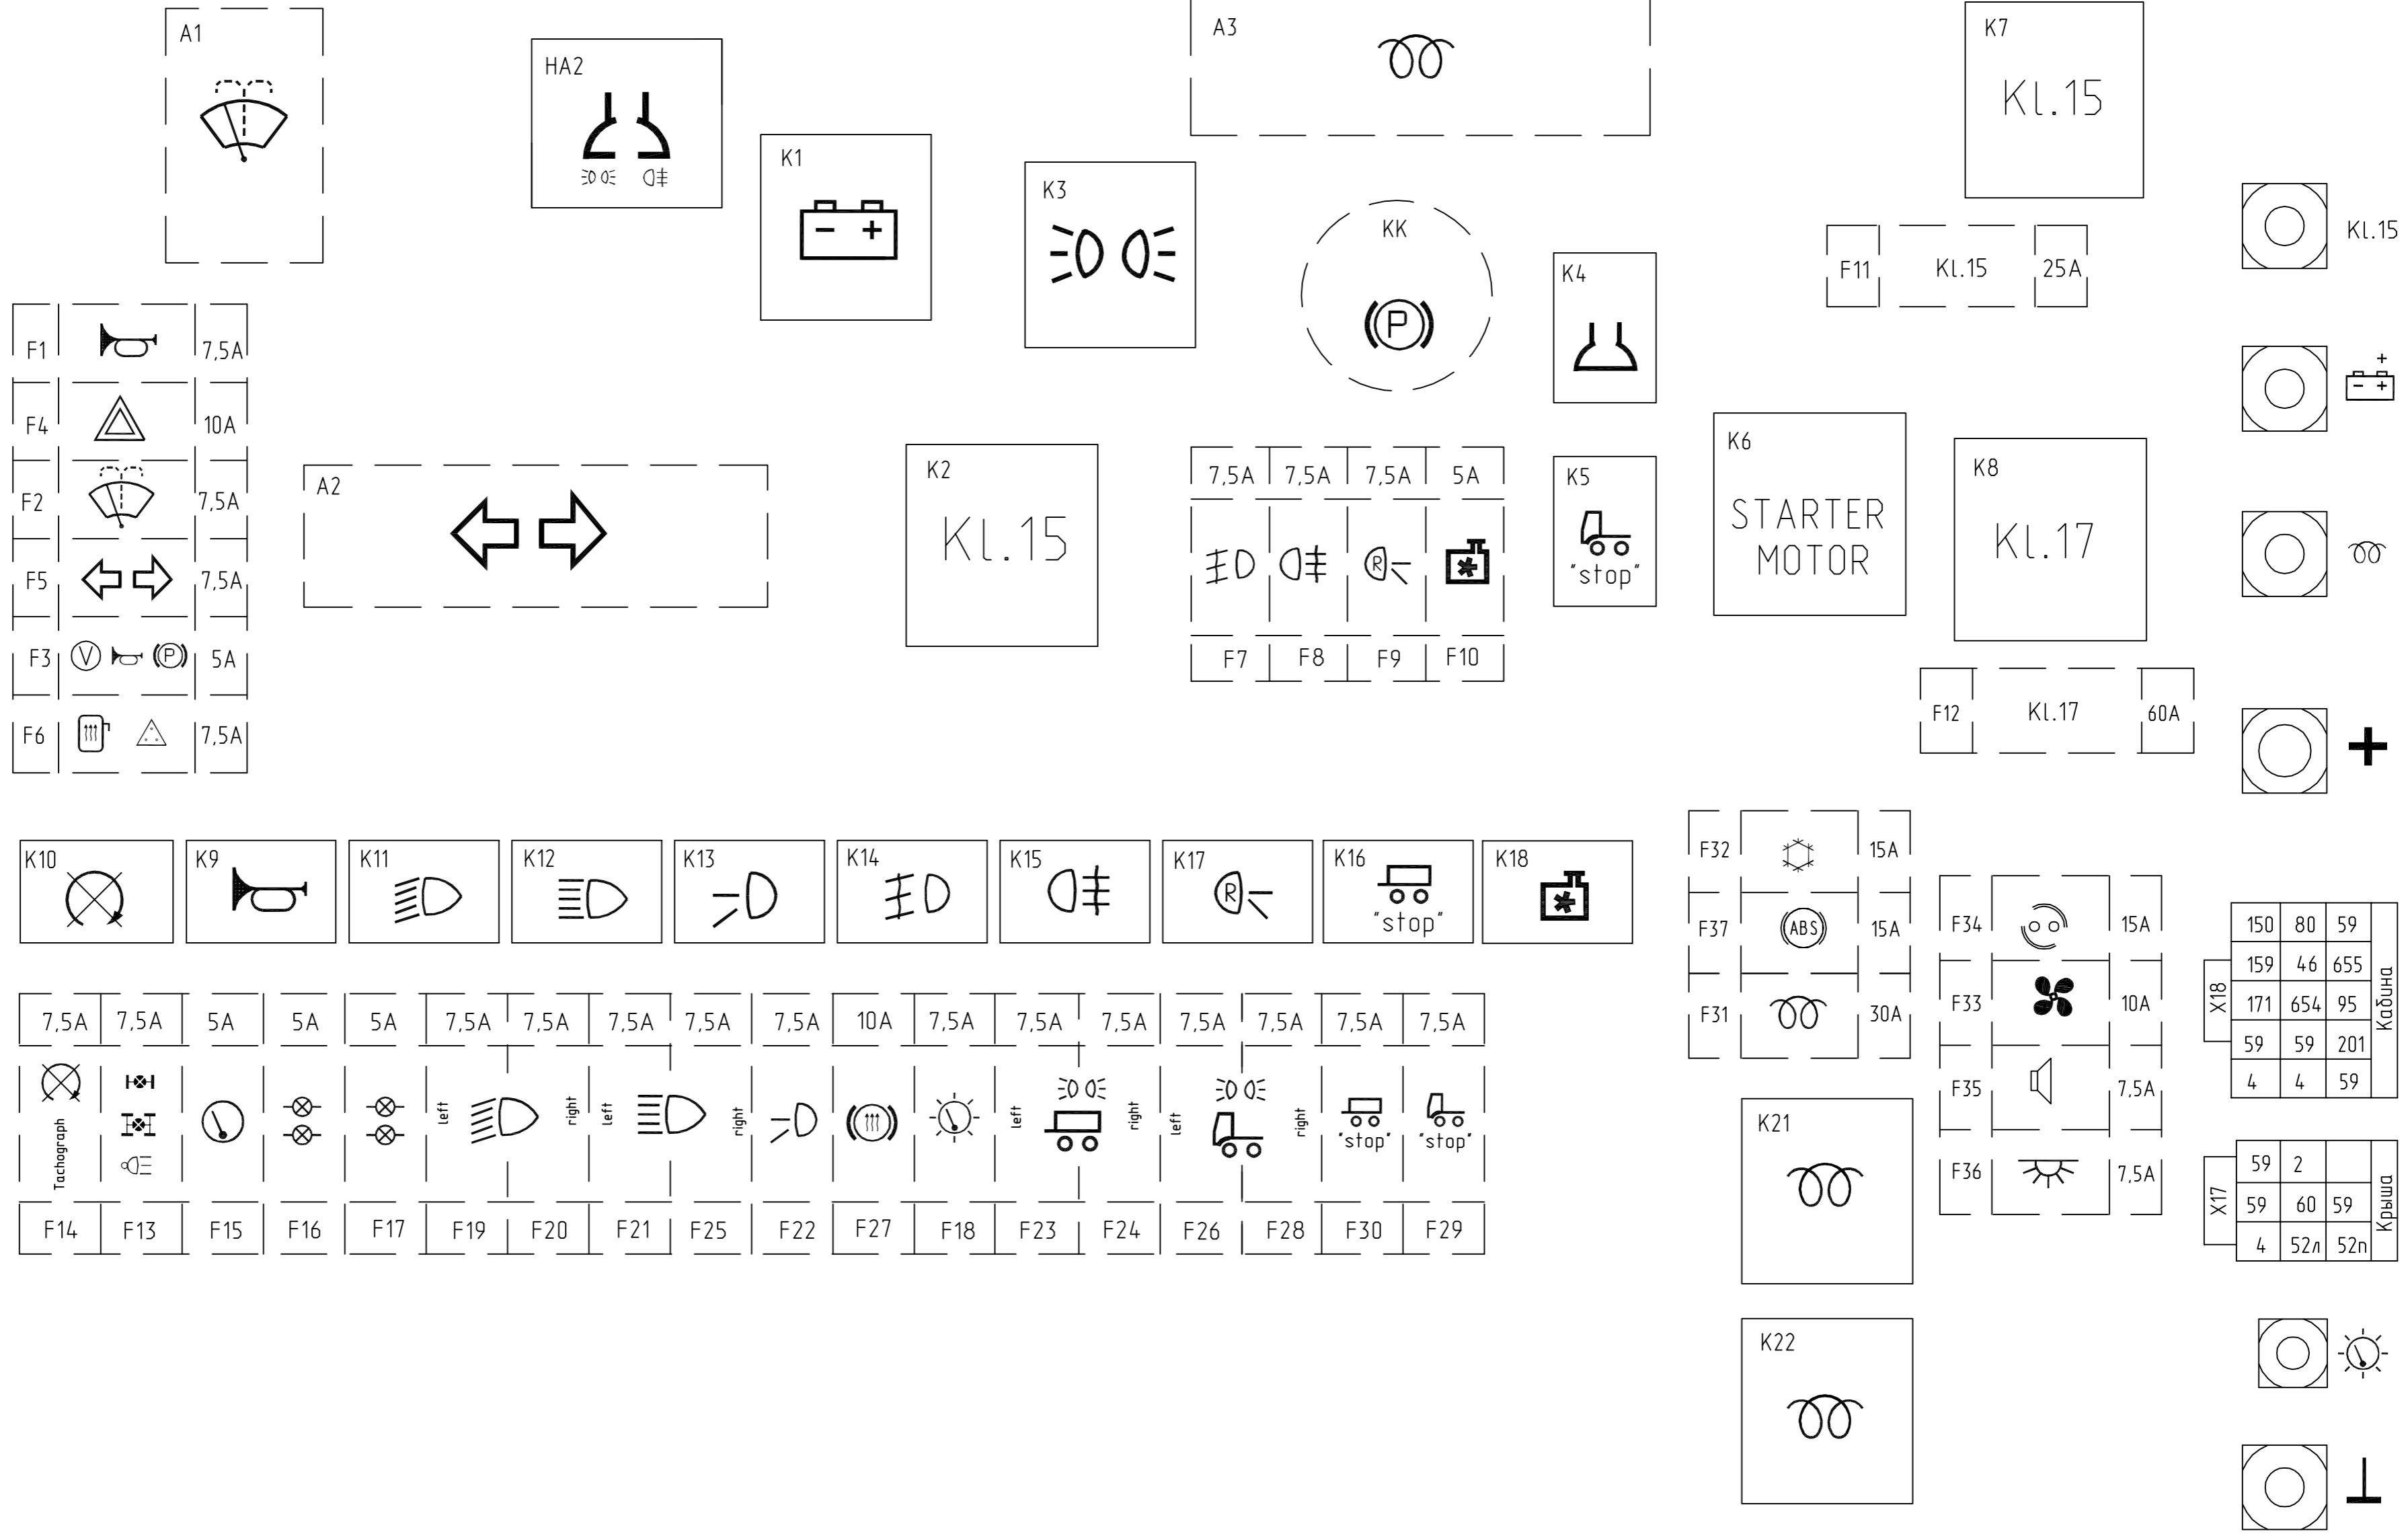 A1
HA2
A3
K7
Kl.15
K1
K3
KK
P
K4
Kl.15
F11 Kl.15 25A
F1 7,5A
F4 10A
F2 7,5A
F5 7,5A
F3 V P 5A
F6 7,5A
A2
K2
Kl.15
7,5A 7,5A 7,5A 5A
R
F7 F8 F9 F10
K5
"stop"
K6
STARTER
MOTOR
K8
Kl.17
F12 Kl.17 60A
K10 K9 K11 K12 K13 K14 K15 K17 K16 K18
R
"stop"
7,5A 7,5A 5A 5A 5A 7,5A 7,5A 7,5A 7,5A 7,5A 10A 7,5A 7,5A 7,5A 7,5A 7,5A 7,5A 7,5A
Tachograph left right left right left right left right "stop" "stop"
F14 F13 F15 F16 F17 F19 F20 F21 F25 F22 F27 F18 F23 F24 F26 F28 F30 F29
F32 15A
F37 ABS 15A
F31 30A
F34 15A
F33 10A
F35 7,5A
F36 7,5A
K21
K22
X18
150 80 59
159 46 655
171 654 95
59 59 201
4 4 59
Кабина
X17
59 2
59 60 59
4 52л 52п
Крыша